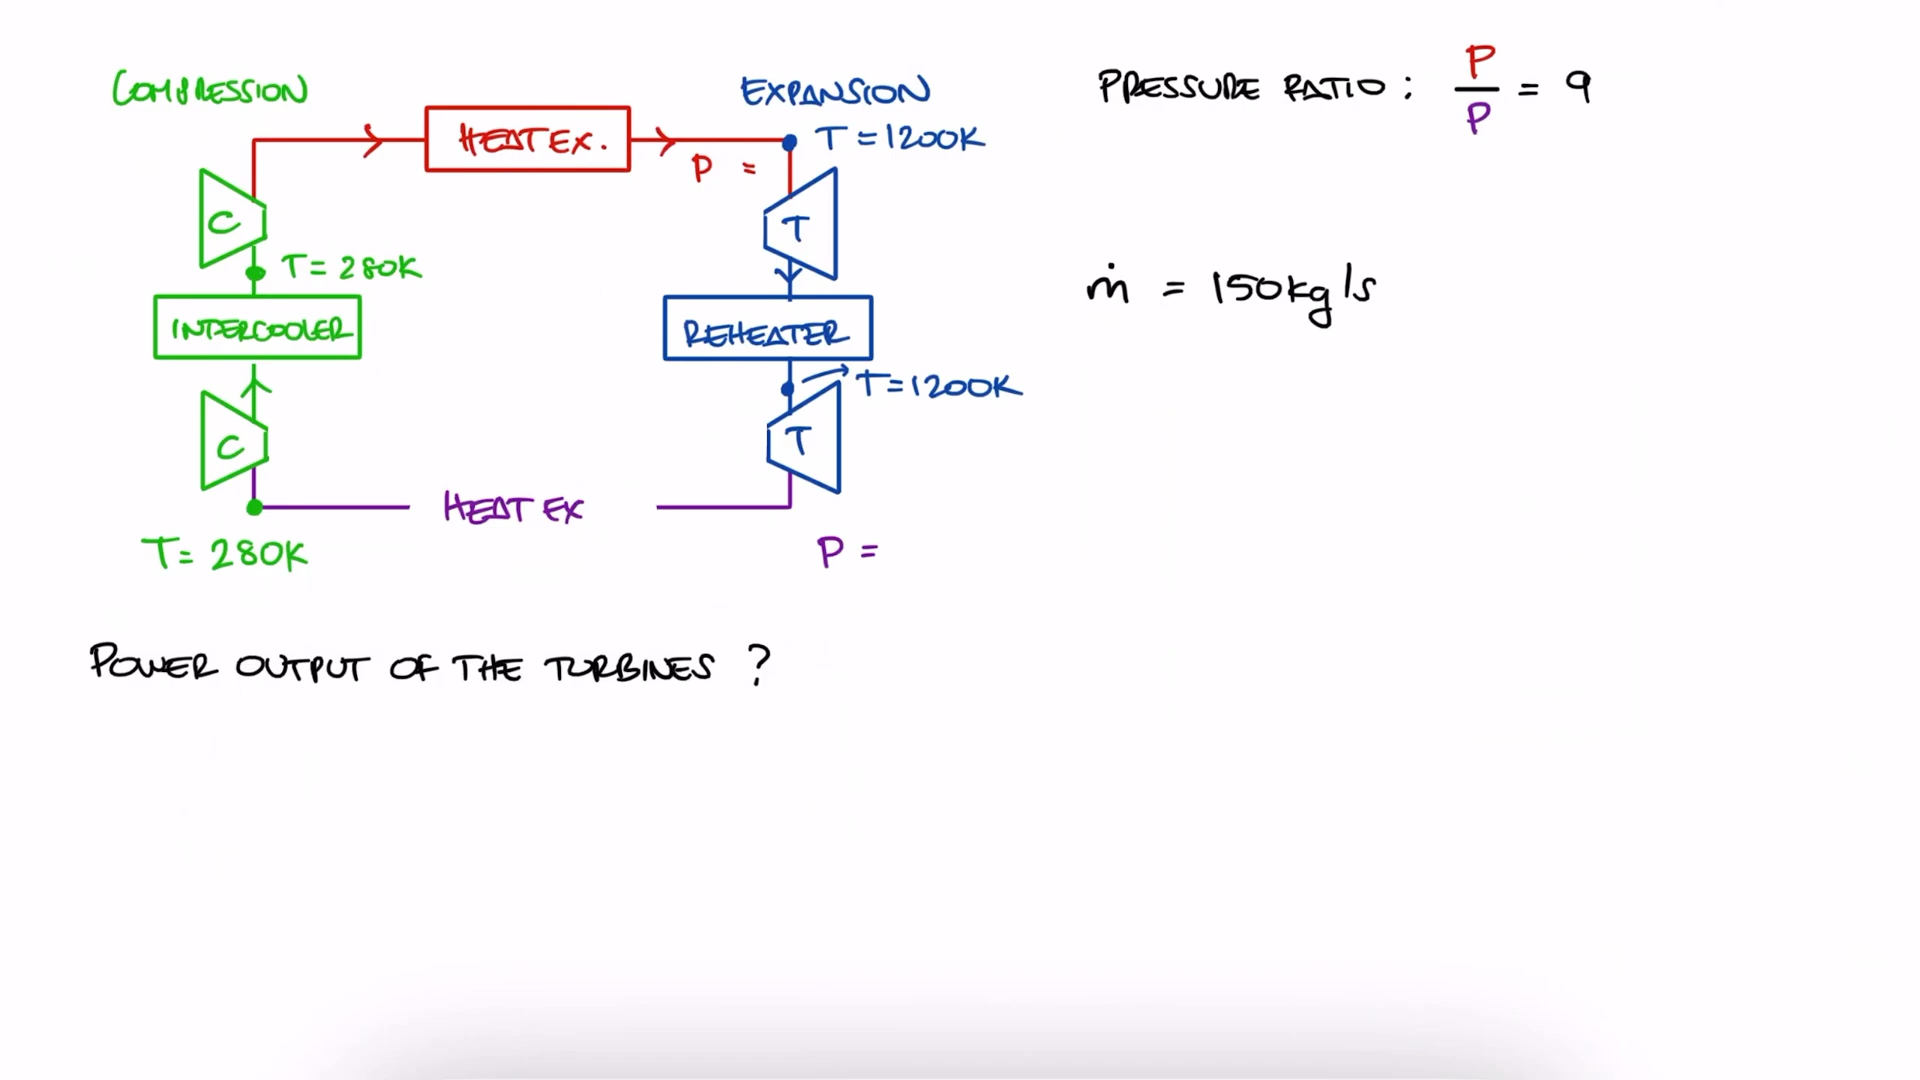 COMPRESSION
EXPANSION
PRESSURE RATIO : P/P = 9
HEAT EX.
T = 1200K
P =
C
T
T = 280K
ṁ = 150kg/s
INTERCOOLER
REHEATER
T = 1200K
C
T
HEAT EX
T = 280K
P =
POWER OUTPUT OF THE TURBINES ?